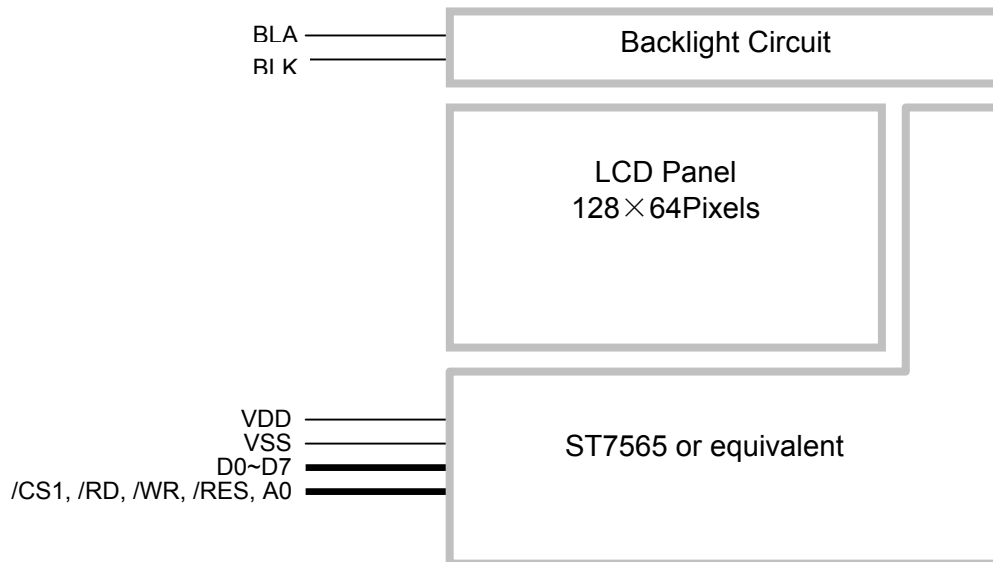 BLA
BLK
Backlight Circuit
LCD Panel
128×64Pixels
VDD
VSS
D0~D7
/CS1, /RD, /WR, /RES, A0
ST7565 or equivalent